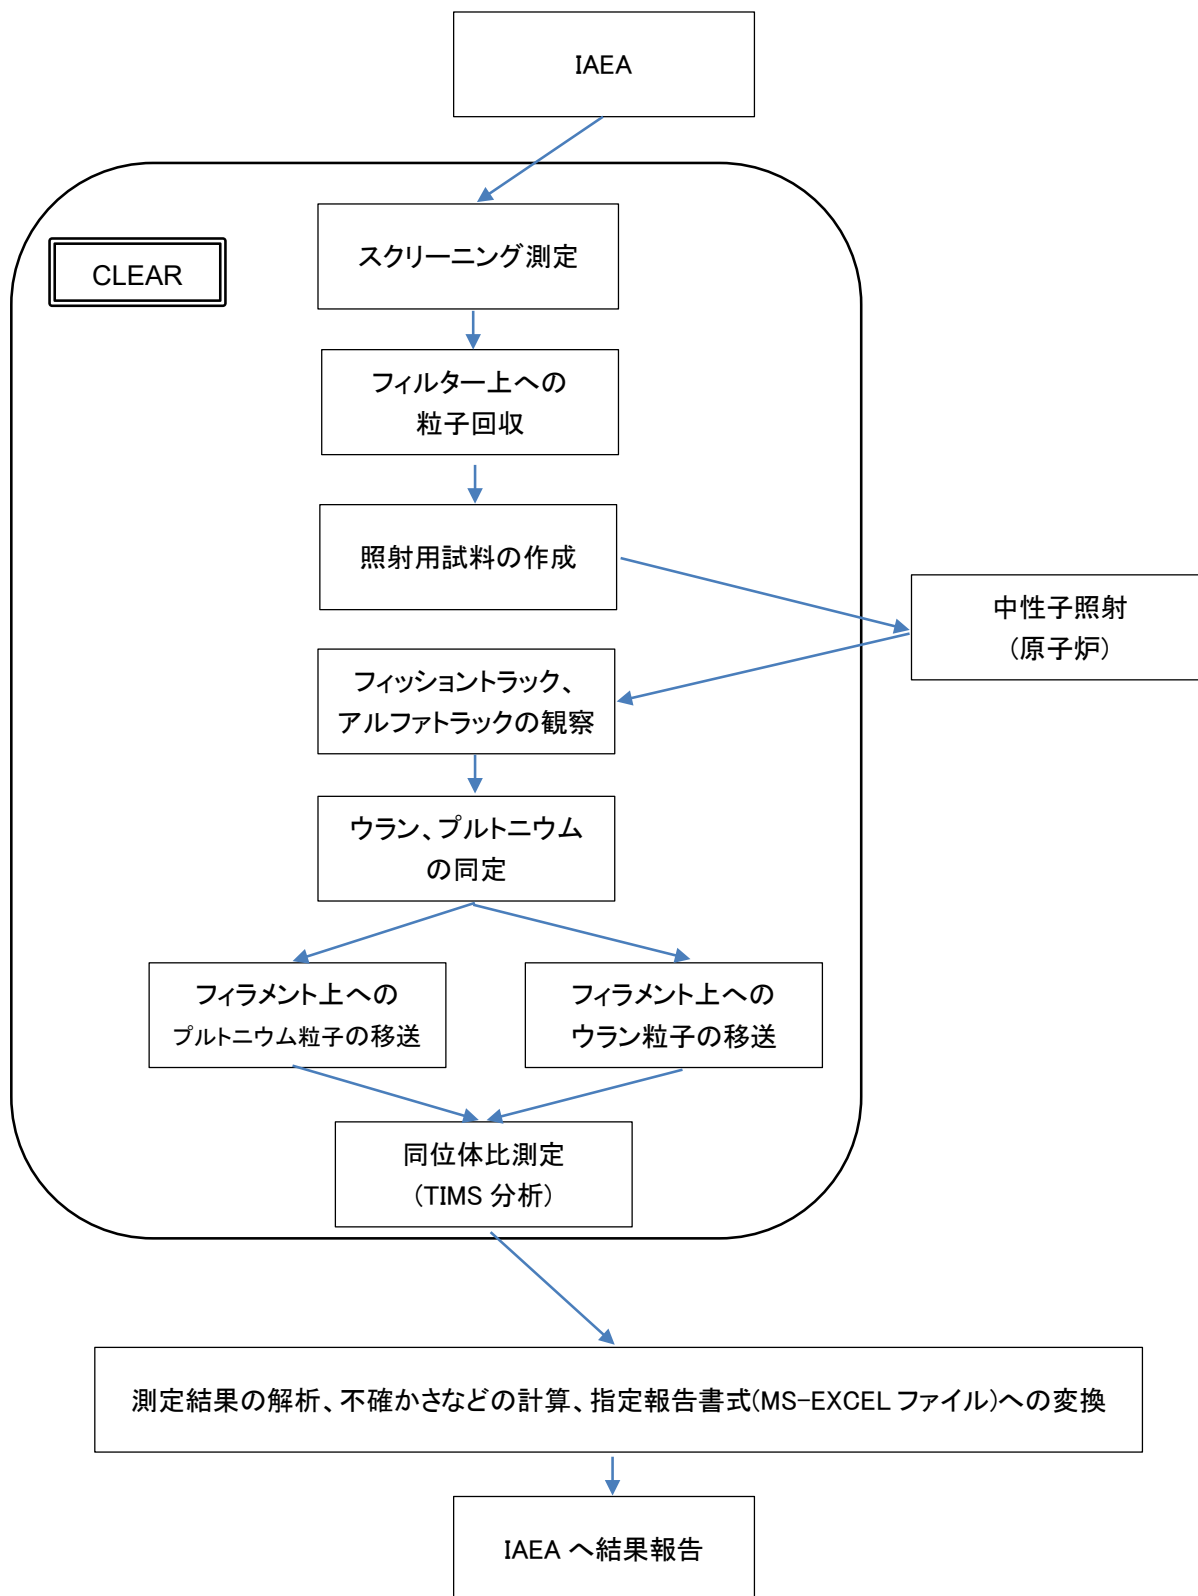 IAEA
CLEAR
スクリーニング測定
フィルター上への
粒子回収
照射用試料の作成
中性子照射
(原子炉)
フィッショントラック、
アルファトラックの観察
ウラン、プルトニウム
の同定
フィラメント上への
プルトニウム粒子の移送
フィラメント上への
ウラン粒子の移送
同位体比測定
(TIMS 分析)
測定結果の解析、不確かさなどの計算、指定報告書式(MS-EXCEL ファイル)への変換
IAEA へ結果報告